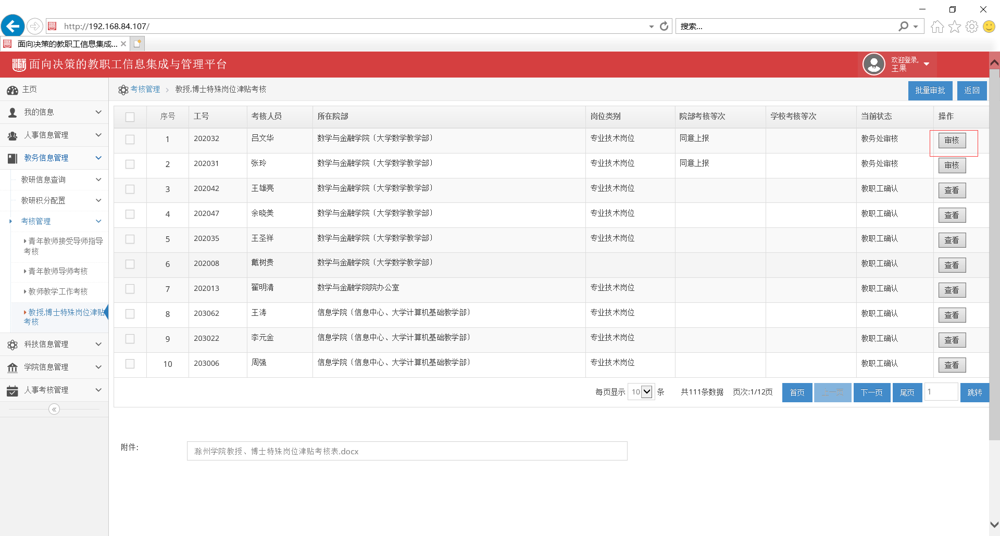 http://192.168.84.107/
搜索...
面向决策的教职工信息集成...
面向决策的教职工信息集成与管理平台
欢迎登录,
王果
主页
我的信息
人事信息管理
教务信息管理
教研信息查询
教研积分配置
考核管理
青年教师接受导师指导
考核
青年教师导师考核
教师教学工作考核
教授,博士特殊岗位津贴
考核
科技信息管理
学院信息管理
人事考核管理
考核管理 > 教授,博士特殊岗位津贴考核
批量审批 返回
序号 工号 考核人员 所在院部 岗位类别 院部考核等次 学校考核等次 当前状态 操作
1 202032 吕文华 数学与金融学院〔大学数学教学部〕 专业技术岗位 同意上报 教务处审核 审核
2 202031 张玲 数学与金融学院〔大学数学教学部〕 专业技术岗位 同意上报 教务处审核 审核
3 202042 王雄亮 数学与金融学院〔大学数学教学部〕 专业技术岗位 教职工确认 查看
4 202047 余晓美 数学与金融学院〔大学数学教学部〕 专业技术岗位 教职工确认 查看
5 202035 王圣祥 数学与金融学院〔大学数学教学部〕 专业技术岗位 教职工确认 查看
6 202008 戴树贵 数学与金融学院〔大学数学教学部〕 教职工确认 查看
7 202013 翟明清 数学与金融学院院办公室 专业技术岗位 教职工确认 查看
8 203062 王涛 信息学院〔信息中心、大学计算机基础教学部〕 专业技术岗位 教职工确认 查看
9 203022 李元金 信息学院〔信息中心、大学计算机基础教学部〕 专业技术岗位 教职工确认 查看
10 203006 周强 信息学院〔信息中心、大学计算机基础教学部〕 专业技术岗位 教职工确认 查看
每页显示 10 条 共111条数据 页次:1/12页 首页 上一页 下一页 尾页 1 跳转
附件: 滁州学院教授、博士特殊岗位津贴考核表.docx